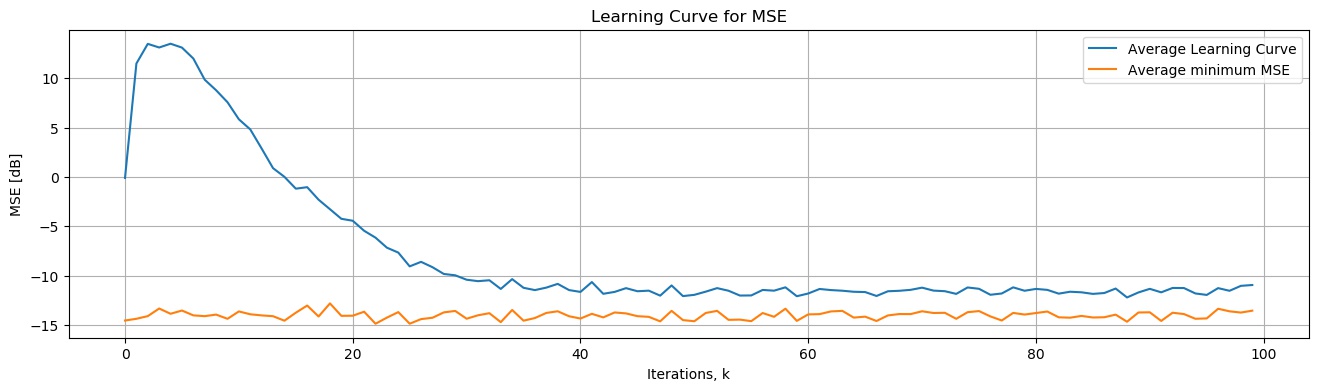 Learning Curve for MSE
Average Learning Curve
Average minimum MSE
MSE [dB]
10
5
0
−5
−10
−15
0
20
40
60
80
100
Iterations, k